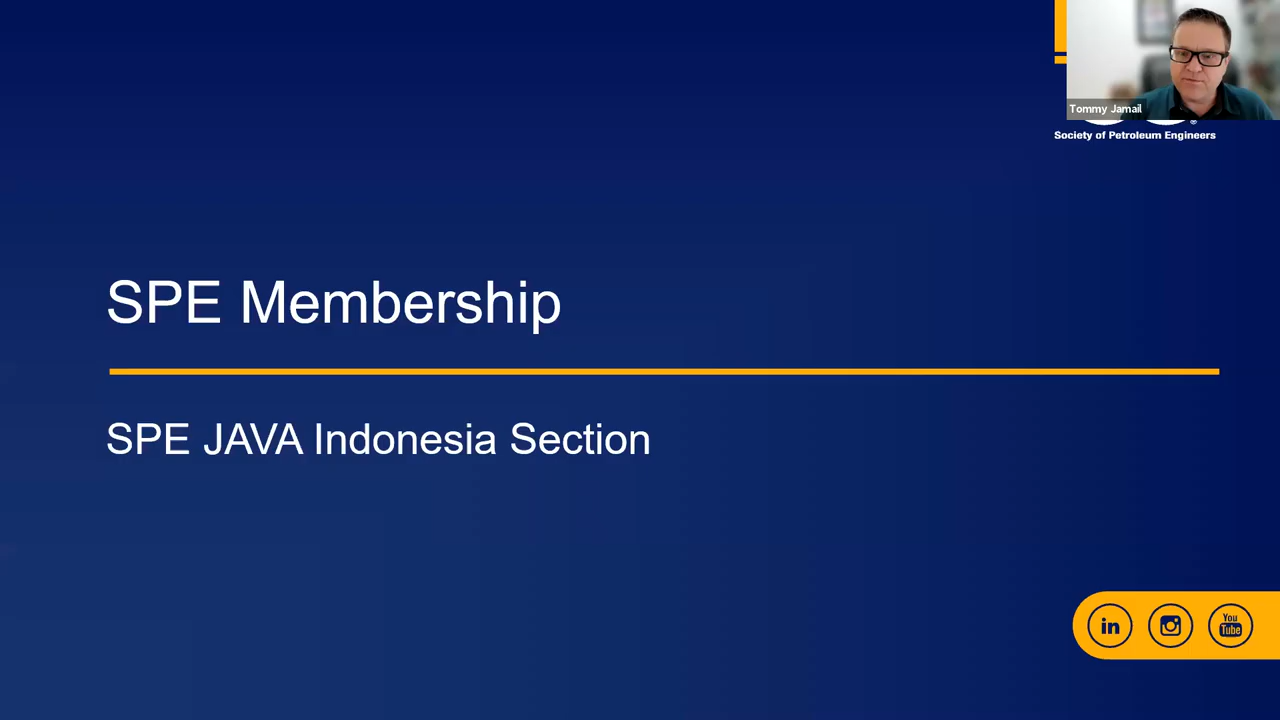 Tommy Jamail
Society of Petroleum Engineers
SPE Membership
SPE JAVA Indonesia Section
in
You
Tube